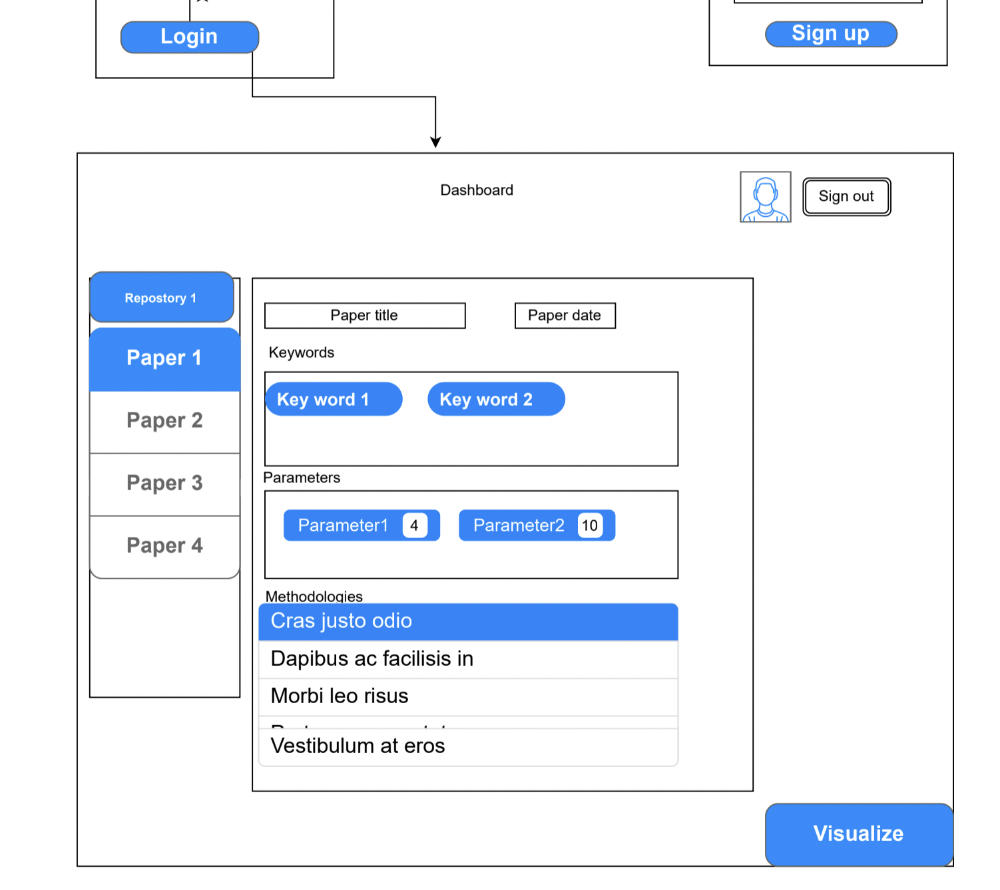 Login
Sign up
Dashboard
Sign out
Repostory 1
Paper 1
Paper 2
Paper 3
Paper 4
Paper title
Paper date
Keywords
Key word 1
Key word 2
Parameters
Parameter1 4
Parameter2 10
Methodologies
Cras justo odio
Dapibus ac facilisis in
Morbi leo risus
Vestibulum at eros
Visualize